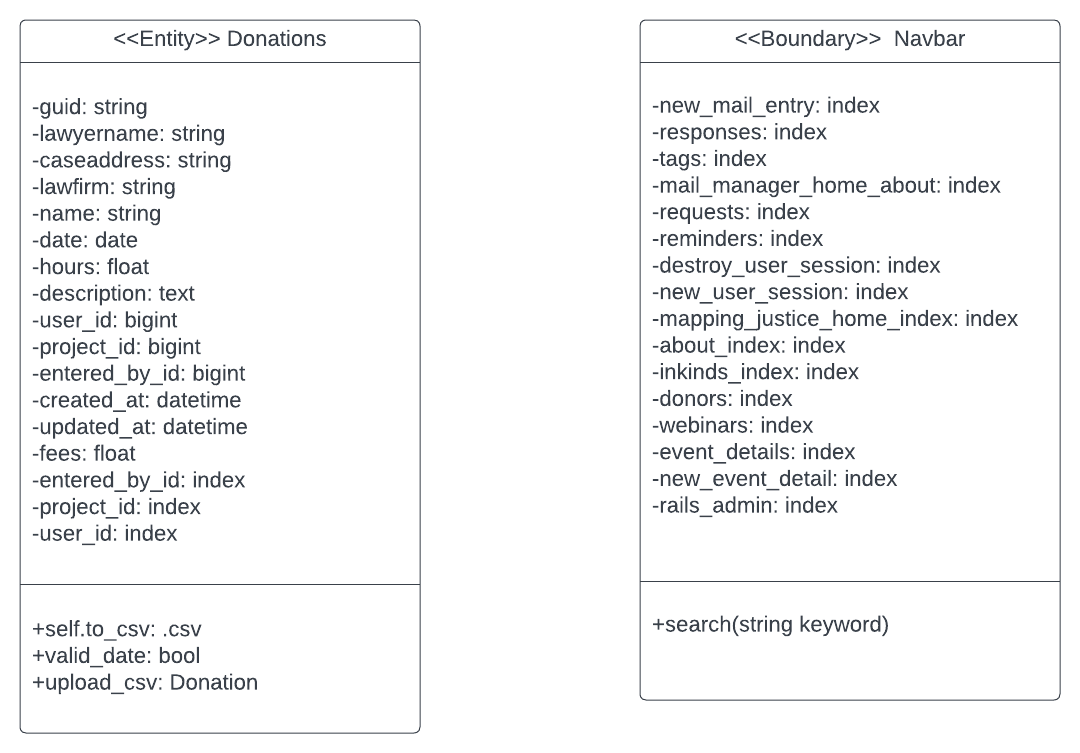 <<Entity>> Donations
-guid: string
-lawyername: string
-caseaddress: string
-lawfirm: string
-name: string
-date: date
-hours: float
-description: text
-user_id: bigint
-project_id: bigint
-entered_by_id: bigint
-created_at: datetime
-updated_at: datetime
-fees: float
-entered_by_id: index
-project_id: index
-user_id: index
+self.to_csv: .csv
+valid_date: bool
+upload_csv: Donation
<<Boundary>> Navbar
-new_mail_entry: index
-responses: index
-tags: index
-mail_manager_home_about: index
-requests: index
-reminders: index
-destroy_user_session: index
-new_user_session: index
-mapping_justice_home_index: index
-about_index: index
-inkinds_index: index
-donors: index
-webinars: index
-event_details: index
-new_event_detail: index
-rails_admin: index
+search(string keyword)